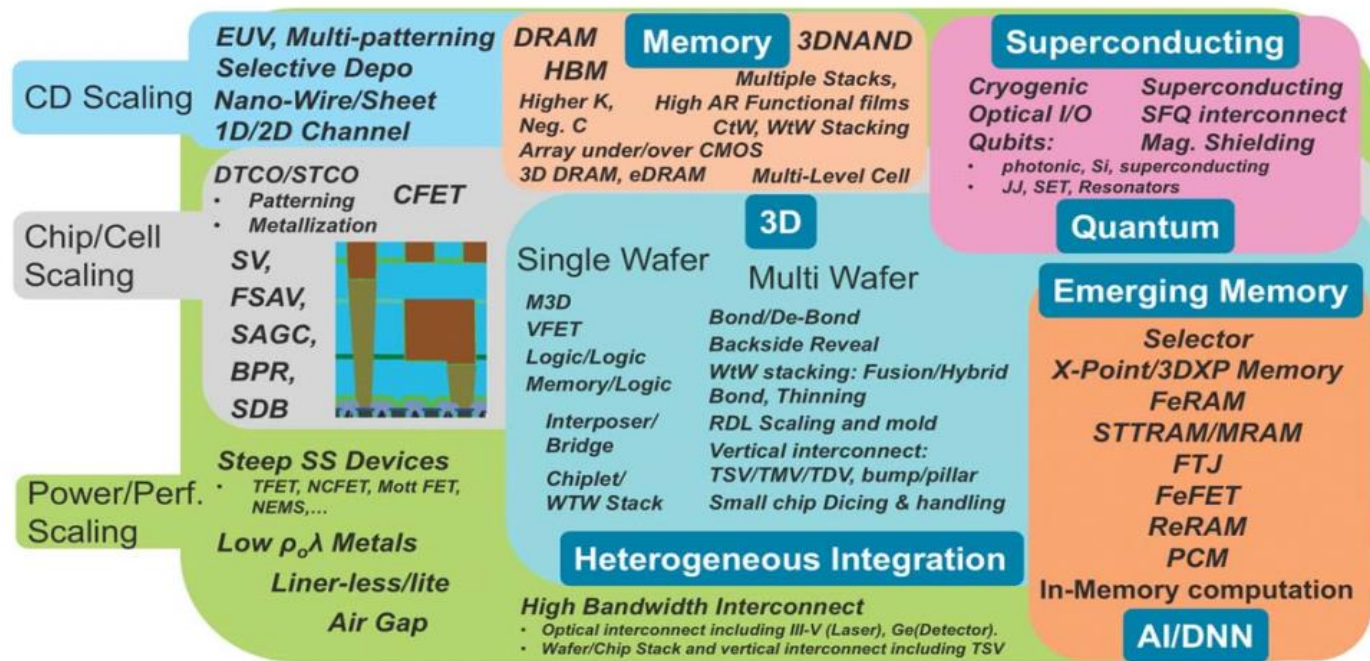 CD Scaling
EUV, Multi-patterning
Selective Depo
Nano-Wire/Sheet
1D/2D Channel
Memory
DRAM
HBM
Higher K,
Neg. C
3DNAND
Multiple Stacks,
High AR Functional films
CtW, WtW Stacking
Array under/over CMOS
3D DRAM, eDRAM
Multi-Level Cell
Superconducting
Cryogenic
Optical I/O
Qubits:
Superconducting
SFQ interconnect
Mag. Shielding
• photonic, Si, superconducting
• JJ, SET, Resonators
Quantum
Chip/Cell
Scaling
DTCO/STCO
• Patterning
• Metallization
CFET
SV,
FSAV,
SAGC,
BPR,
SDB
3D
Single Wafer
M3D
VFET
Logic/Logic
Memory/Logic
Interposer/
Bridge
Chiplet/
WTW Stack
Multi Wafer
Bond/De-Bond
Backside Reveal
WtW stacking: Fusion/Hybrid
Bond, Thinning
RDL Scaling and mold
Vertical interconnect:
TSV/TMV/TDV, bump/pillar
Small chip Dicing & handling
Heterogeneous Integration
Emerging Memory
Selector
X-Point/3DXP Memory
FeRAM
STTRAM/MRAM
FTJ
FeFET
ReRAM
PCM
In-Memory computation
AI/DNN
Power/Perf.
Scaling
Steep SS Devices
• TFET, NCFET, Mott FET,
NEMS,...
Low ρₒλ Metals
Liner-less/lite
Air Gap
High Bandwidth Interconnect
• Optical interconnect including III-V (Laser), Ge(Detector).
• Wafer/Chip Stack and vertical interconnect including TSV